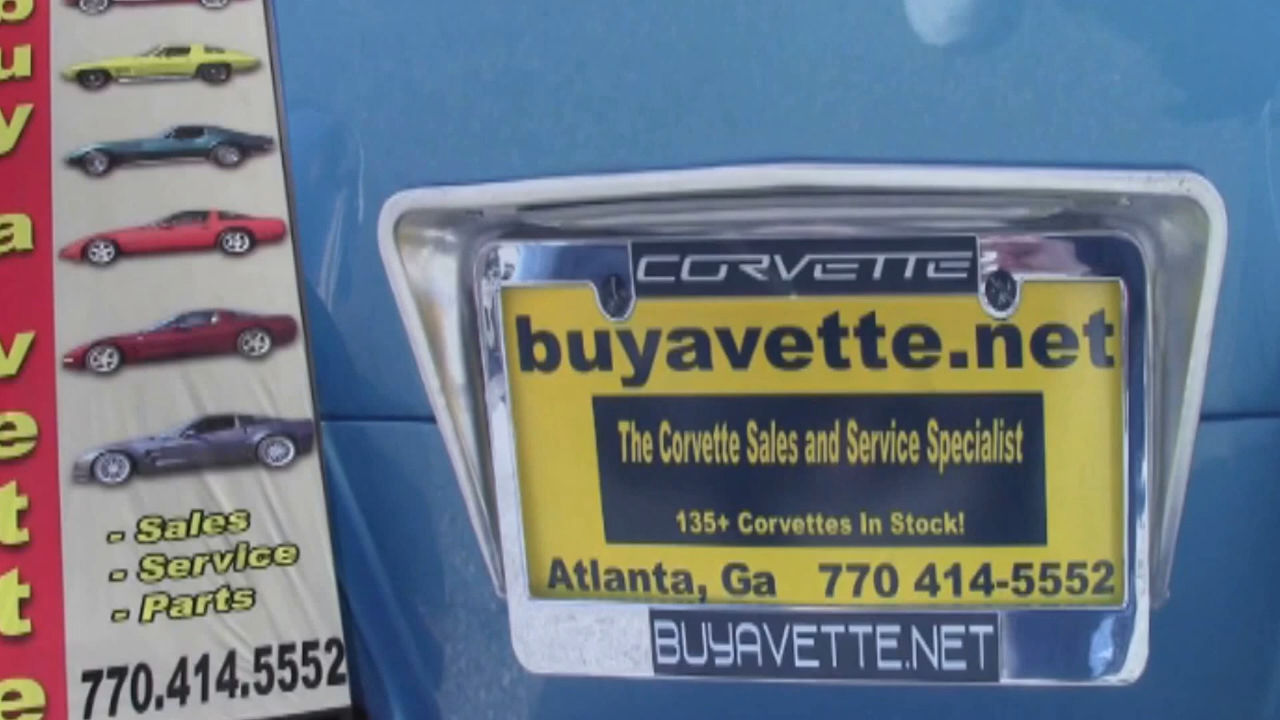 buyavette
- Sales
- Service
- Parts
770.414.5552
CORVETTE
buyavette.net
The Corvette Sales and Service Specialist
135+ Corvettes In Stock!
Atlanta, Ga 770 414-5552
BUYAVETTE.NET